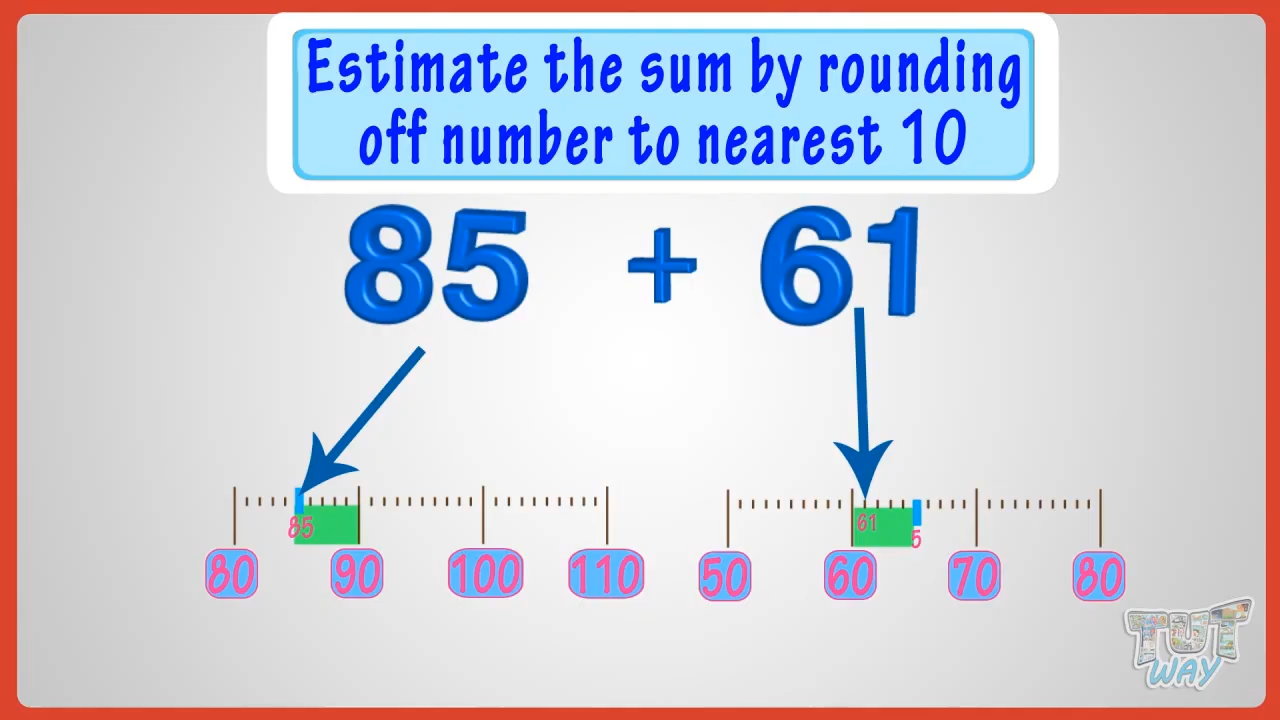 Estimate the sum by rounding
off number to nearest 10
85 + 61
85
61
5
80 90 100 110
50 60 70 80
TUT
WAY